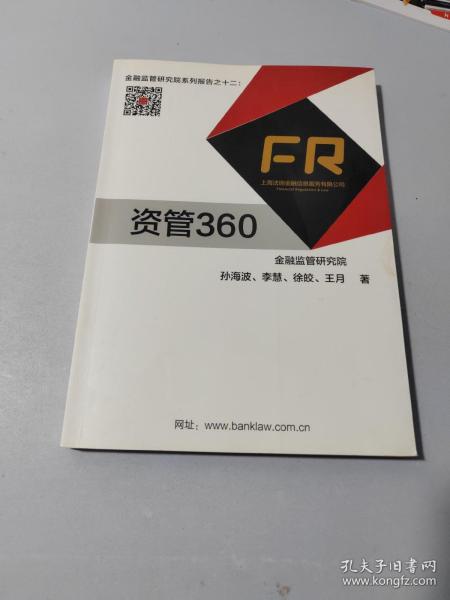 金融监管研究院系列报告之十二：
FR
上海法询金融信息服务有限公司
Financial Regulation & Law
资管360
金融监管研究院
孙海波、李慧、徐皎、王月 著
网址：www.banklaw.com.cn
孔夫子旧书网
www.kongfz.com